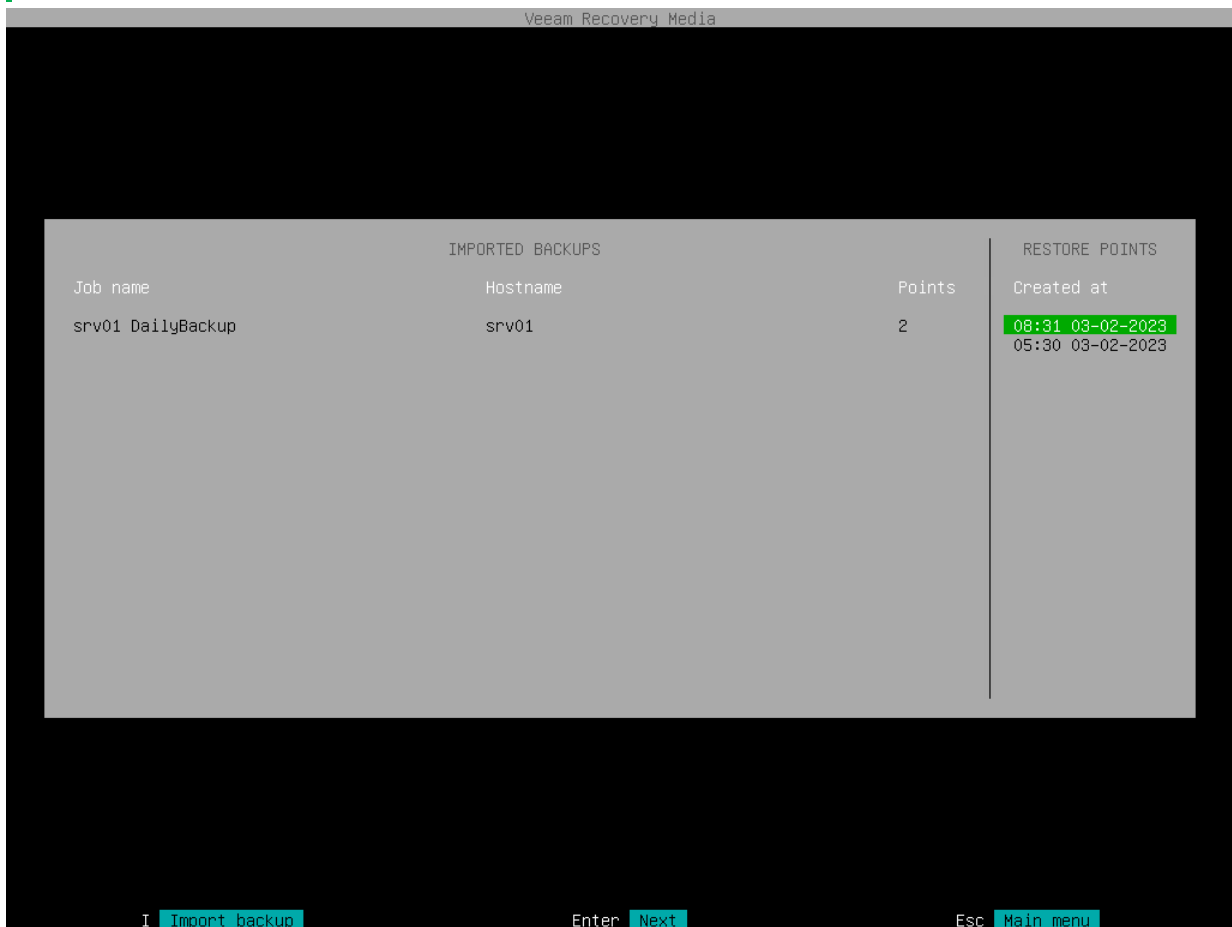 Veeam Recovery Media
IMPORTED BACKUPS RESTORE POINTS
Job name Hostname Points Created at
srv01 DailyBackup srv01 2 08:31 03-02-2023
05:30 03-02-2023
I Import backup Enter Next Esc Main menu